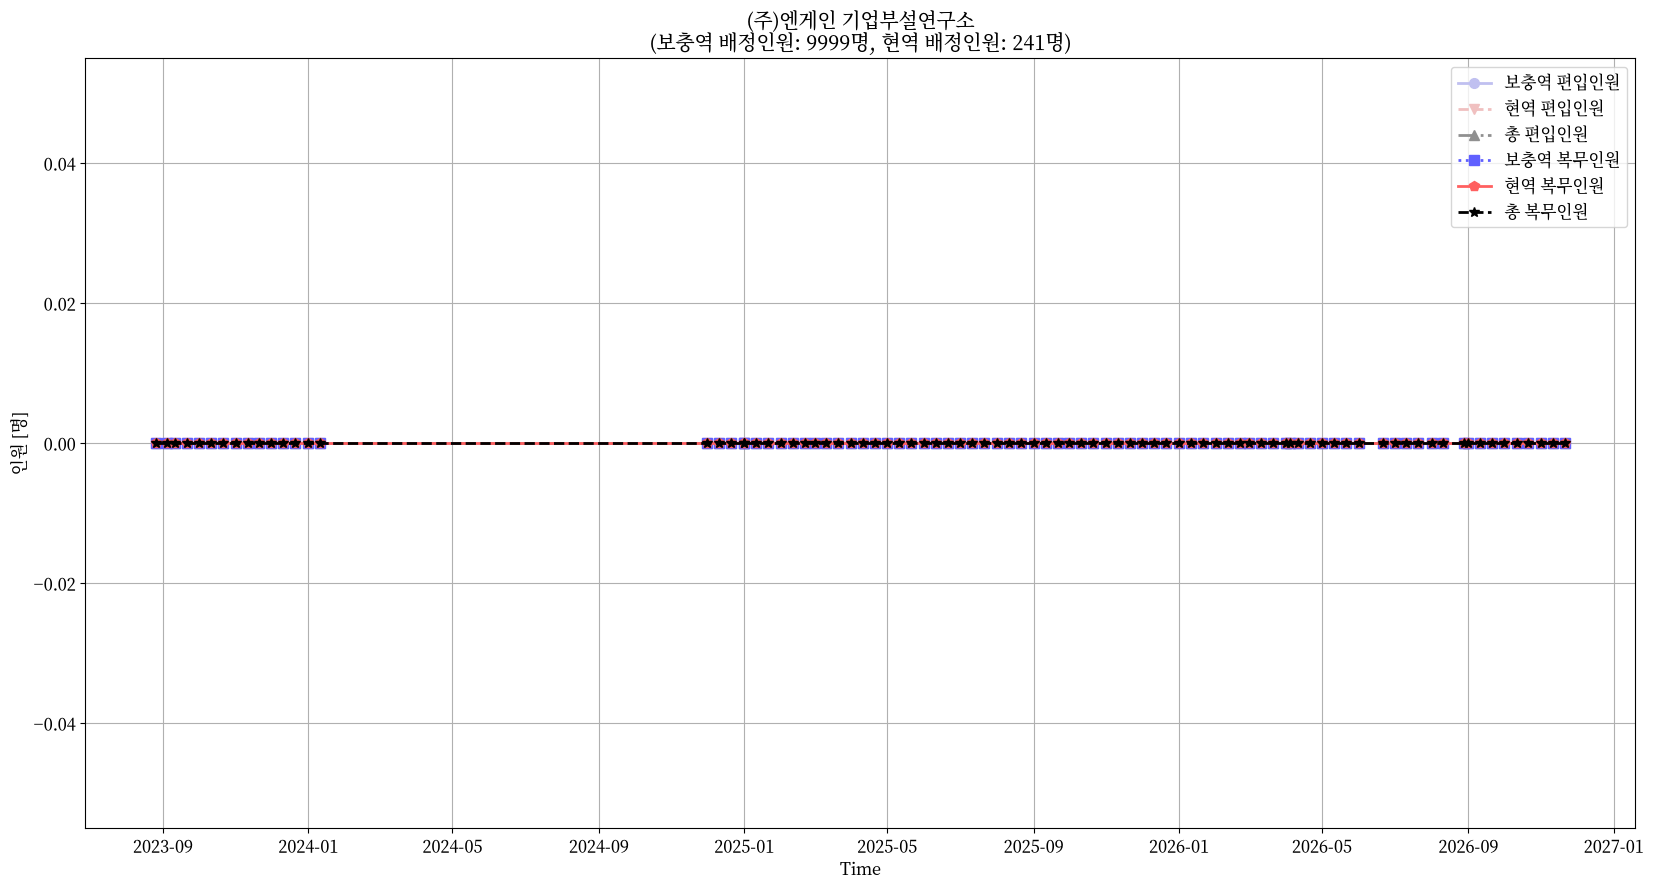 (주)엔게인 기업부설연구소
(보충역 배정인원: 9999명, 현역 배정인원: 241명)
보충역 편입인원
현역 편입인원
총 편입인원
보충역 복무인원
현역 복무인원
총 복무인원
인원 [명]
0.04
0.02
0.00
−0.02
−0.04
2023-09
2024-01
2024-05
2024-09
2025-01
2025-05
2025-09
2026-01
2026-05
2026-09
2027-01
Time